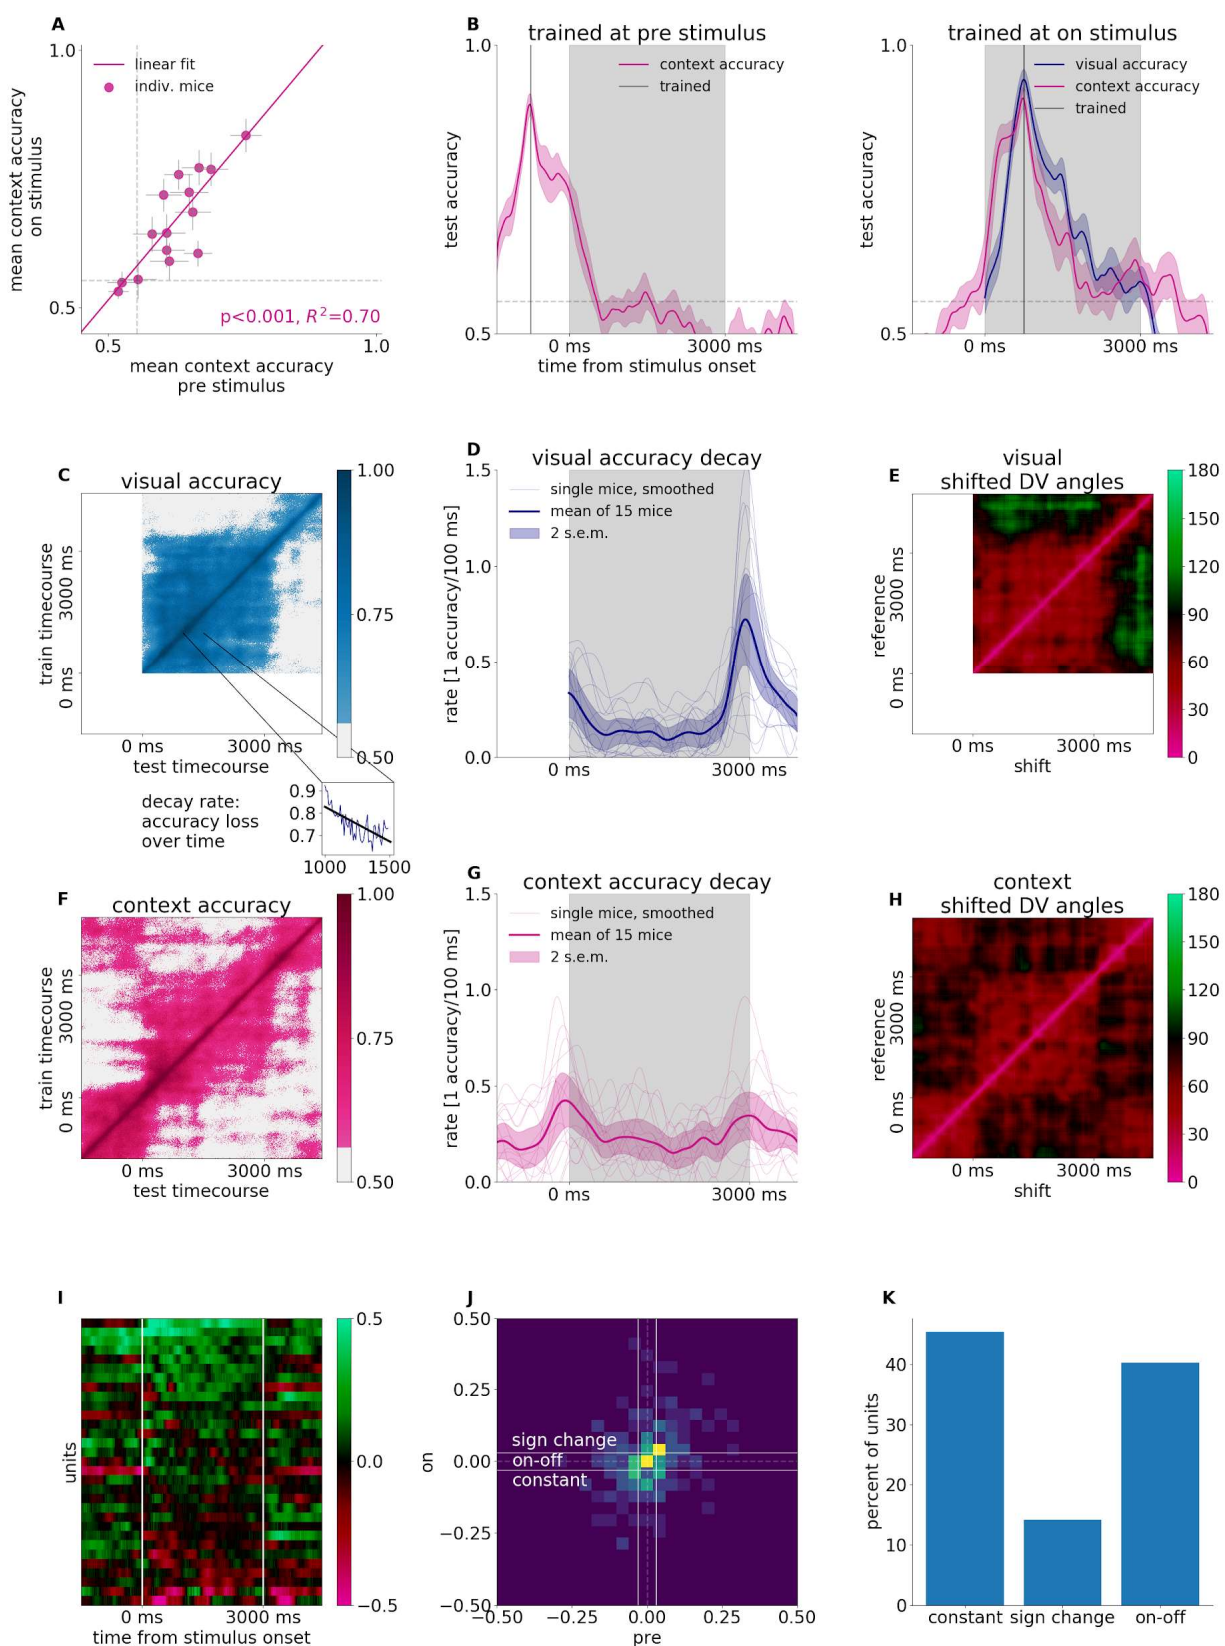 A
1.0
linear fit
indiv. mice
mean context accuracy
on stimulus
0.5
p<0.001, R²=0.70
0.5
1.0
mean context accuracy
pre stimulus
B
trained at pre stimulus
1.0
context accuracy
trained
test accuracy
0.5
0 ms
3000 ms
time from stimulus onset
trained at on stimulus
1.0
visual accuracy
context accuracy
trained
test accuracy
0.5
0 ms
3000 ms
C
visual accuracy
1.00
0.75
0.50
train timecourse
3000 ms
0 ms
0 ms
3000 ms
test timecourse
decay rate:
accuracy loss
over time
0.9
0.8
0.7
1000
1500
D
visual accuracy decay
1.5
single mice, smoothed
mean of 15 mice
2 s.e.m.
1.0
0.5
0.0
rate [1 accuracy/100 ms]
0 ms
3000 ms
E
visual
shifted DV angles
180
150
120
90
60
30
0
reference
3000 ms
0 ms
0 ms
3000 ms
shift
F
context accuracy
1.00
0.75
0.50
train timecourse
3000 ms
0 ms
0 ms
3000 ms
test timecourse
G
context accuracy decay
1.5
single mice, smoothed
mean of 15 mice
2 s.e.m.
1.0
0.5
0.0
rate [1 accuracy/100 ms]
0 ms
3000 ms
H
context
shifted DV angles
180
150
120
90
60
30
0
reference
3000 ms
0 ms
0 ms
3000 ms
shift
I
0.5
0.0
−0.5
units
0 ms
3000 ms
time from stimulus onset
J
0.50
0.25
0.00
−0.25
−0.50
on
sign change
on-off
constant
−0.50
−0.25
0.00
0.25
0.50
pre
K
40
30
20
10
0
percent of units
constant
sign change
on-off